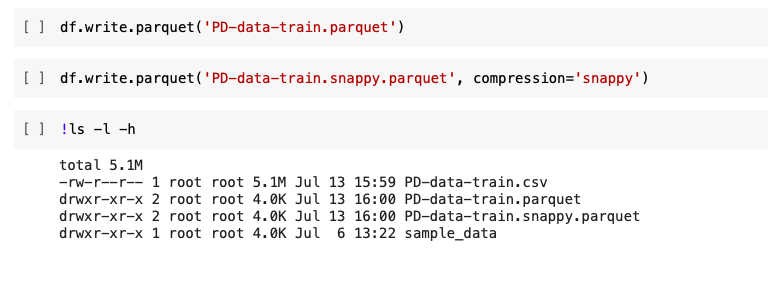 [ ] df.write.parquet('PD-data-train.parquet')
[ ] df.write.parquet('PD-data-train.snappy.parquet', compression='snappy')
[ ] !ls -l -h
total 5.1M
-rw-r--r-- 1 root root 5.1M Jul 13 15:59 PD-data-train.csv
drwxr-xr-x 2 root root 4.0K Jul 13 16:00 PD-data-train.parquet
drwxr-xr-x 2 root root 4.0K Jul 13 16:00 PD-data-train.snappy.parquet
drwxr-xr-x 1 root root 4.0K Jul  6 13:22 sample_data